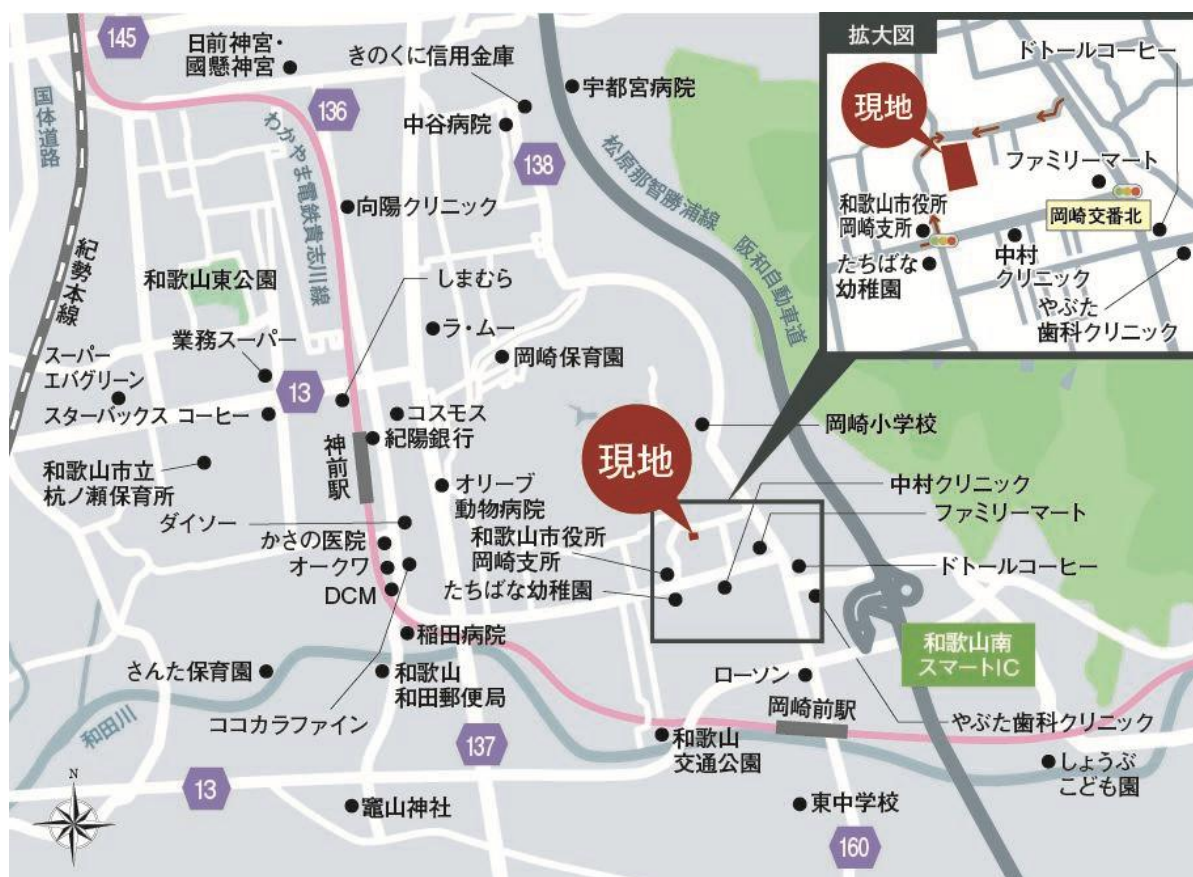 145
日前神宮・
國懸神宮
きのくに信用金庫
宇都宮病院
国体道路
136
中谷病院
138
わかやま電鉄貴志川線
松原那智勝浦線
阪和自動車道
向陽クリニック
紀勢本線
和歌山東公園
しまむら
業務スーパー
ラ・ムー
岡崎保育園
スーパー
エバグリーン
13
スターバックス コーヒー
コスモス
紀陽銀行
神前駅
岡崎小学校
現地
和歌山市立
杭ノ瀬保育所
オリーブ
動物病院
中村クリニック
ファミリーマート
ダイソー
和歌山市役所
岡崎支所
かさの医院
オークワ
たちばな幼稚園
ドトールコーヒー
DCM
稲田病院
和歌山南
スマートIC
さんた保育園
和歌山
和田郵便局
ローソン
岡崎前駅
ココカラファイン
やぶた歯科クリニック
和田川
137
和歌山
交通公園
しょうぶ
こども園
13
N
竈山神社
東中学校
160
拡大図
ドトールコーヒー
現地
ファミリーマート
和歌山市役所
岡崎支所
岡崎交番北
たちばな
幼稚園
中村
クリニック
やぶた
歯科クリニック